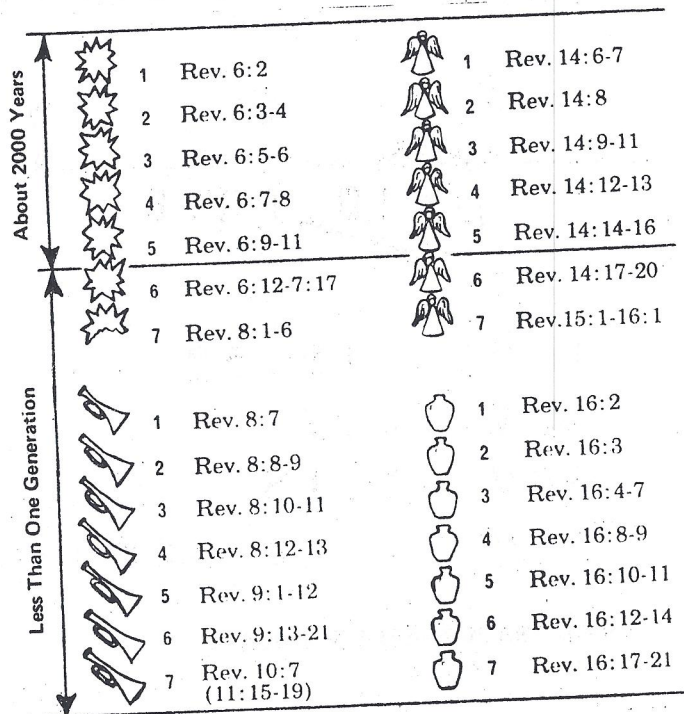 About 2000 Years
1 Rev. 6:2
2 Rev. 6:3-4
3 Rev. 6:5-6
4 Rev. 6:7-8
5 Rev. 6:9-11
6 Rev. 6:12-7:17
7 Rev. 8:1-6
1 Rev. 14:6-7
2 Rev. 14:8
3 Rev. 14:9-11
4 Rev. 14:12-13
5 Rev. 14:14-16
6 Rev. 14:17-20
7 Rev.15:1-16:1
Less Than One Generation
1 Rev. 8:7
2 Rev. 8:8-9
3 Rev. 8:10-11
4 Rev. 8:12-13
5 Rev. 9:1-12
6 Rev. 9:13-21
7 Rev. 10:7
(11:15-19)
1 Rev. 16:2
2 Rev. 16:3
3 Rev. 16:4-7
4 Rev. 16:8-9
5 Rev. 16:10-11
6 Rev. 16:12-14
7 Rev. 16:17-21